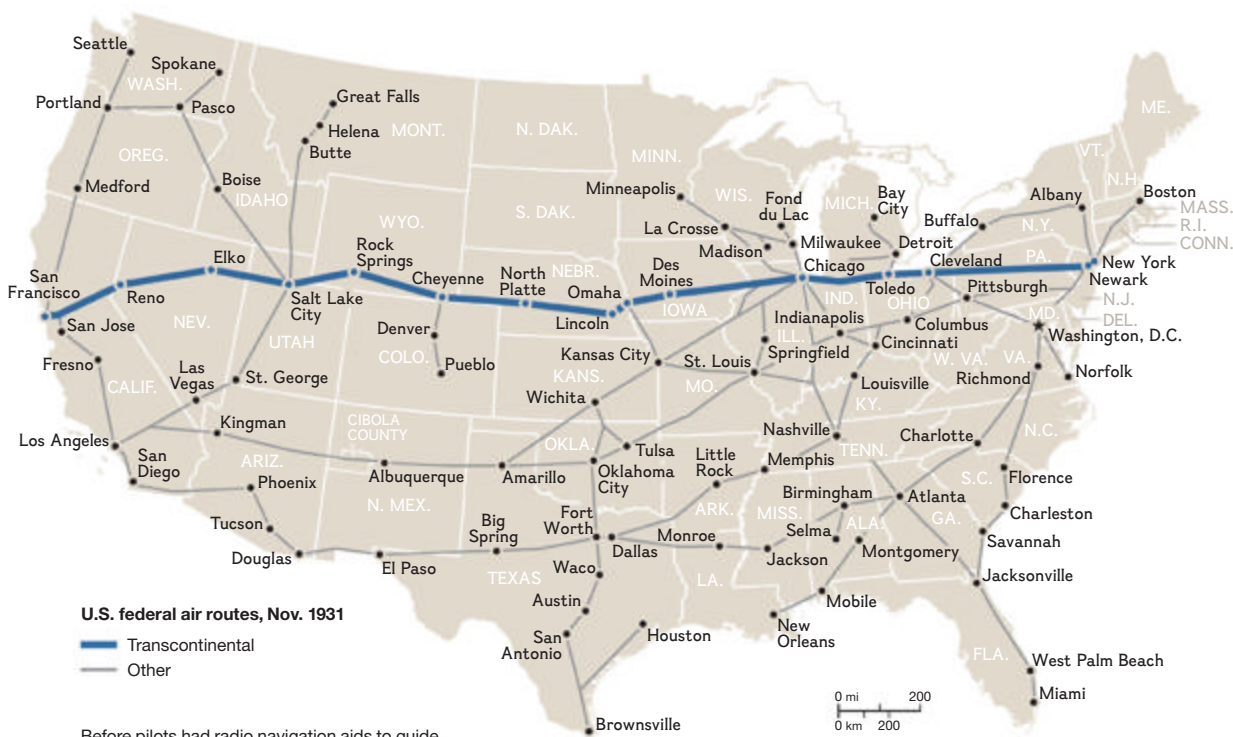 Seattle
Spokane
WASH.
Portland
Pasco
Great Falls
Helena
MONT.
Butte
N. DAK.
MINN.
ME.
OREG.
VT.
N.H.
Medford
Boise
IDAHO
Minneapolis
WIS.
Fond
du Lac
MICH.
Bay
City
Albany
Boston
MASS.
WYO.
S. DAK.
La Crosse
Buffalo
N.Y.
R.I.
CONN.
Madison
Milwaukee
Detroit
Elko
Rock
Springs
Cheyenne
North
Platte
NEBR.
Omaha
Des
Moines
Chicago
Cleveland
PA.
New York
Newark
San
Francisco
Reno
Salt Lake
City
Lincoln
IOWA
IND.
Toledo
OHIO
Pittsburgh
N.J.
MD.
DEL.
San Jose
NEV.
UTAH
Denver
COLO.
Indianapolis
ILL.
Columbus
Cincinnati
Washington, D.C.
Fresno
CALIF.
Las
Vegas
St. George
Pueblo
Kansas City
KANS.
St. Louis
Springfield
MO.
W. VA.
VA.
Richmond
Norfolk
Wichita
Louisville
KY.
Kingman
CIBOLA
COUNTY
Los Angeles
San
Diego
ARIZ.
Phoenix
Albuquerque
N. MEX.
Amarillo
OKLA.
Tulsa
Oklahoma
City
Little
Rock
Nashville
TENN.
Memphis
Charlotte
N.C.
S.C.
Florence
ARK.
MISS.
Birmingham
Atlanta
GA.
Charleston
Tucson
Douglas
El Paso
Big
Spring
Fort
Worth
Dallas
Monroe
Selma
ALA.
Jackson
Montgomery
Savannah
TEXAS
Waco
LA.
Jacksonville
Austin
San
Antonio
Houston
Mobile
New
Orleans
FLA.
West Palm Beach
Miami
Brownsville
U.S. federal air routes, Nov. 1931
Transcontinental
Other
0 mi 200
0 km 200
Before pilots had radio navigation aids to guide